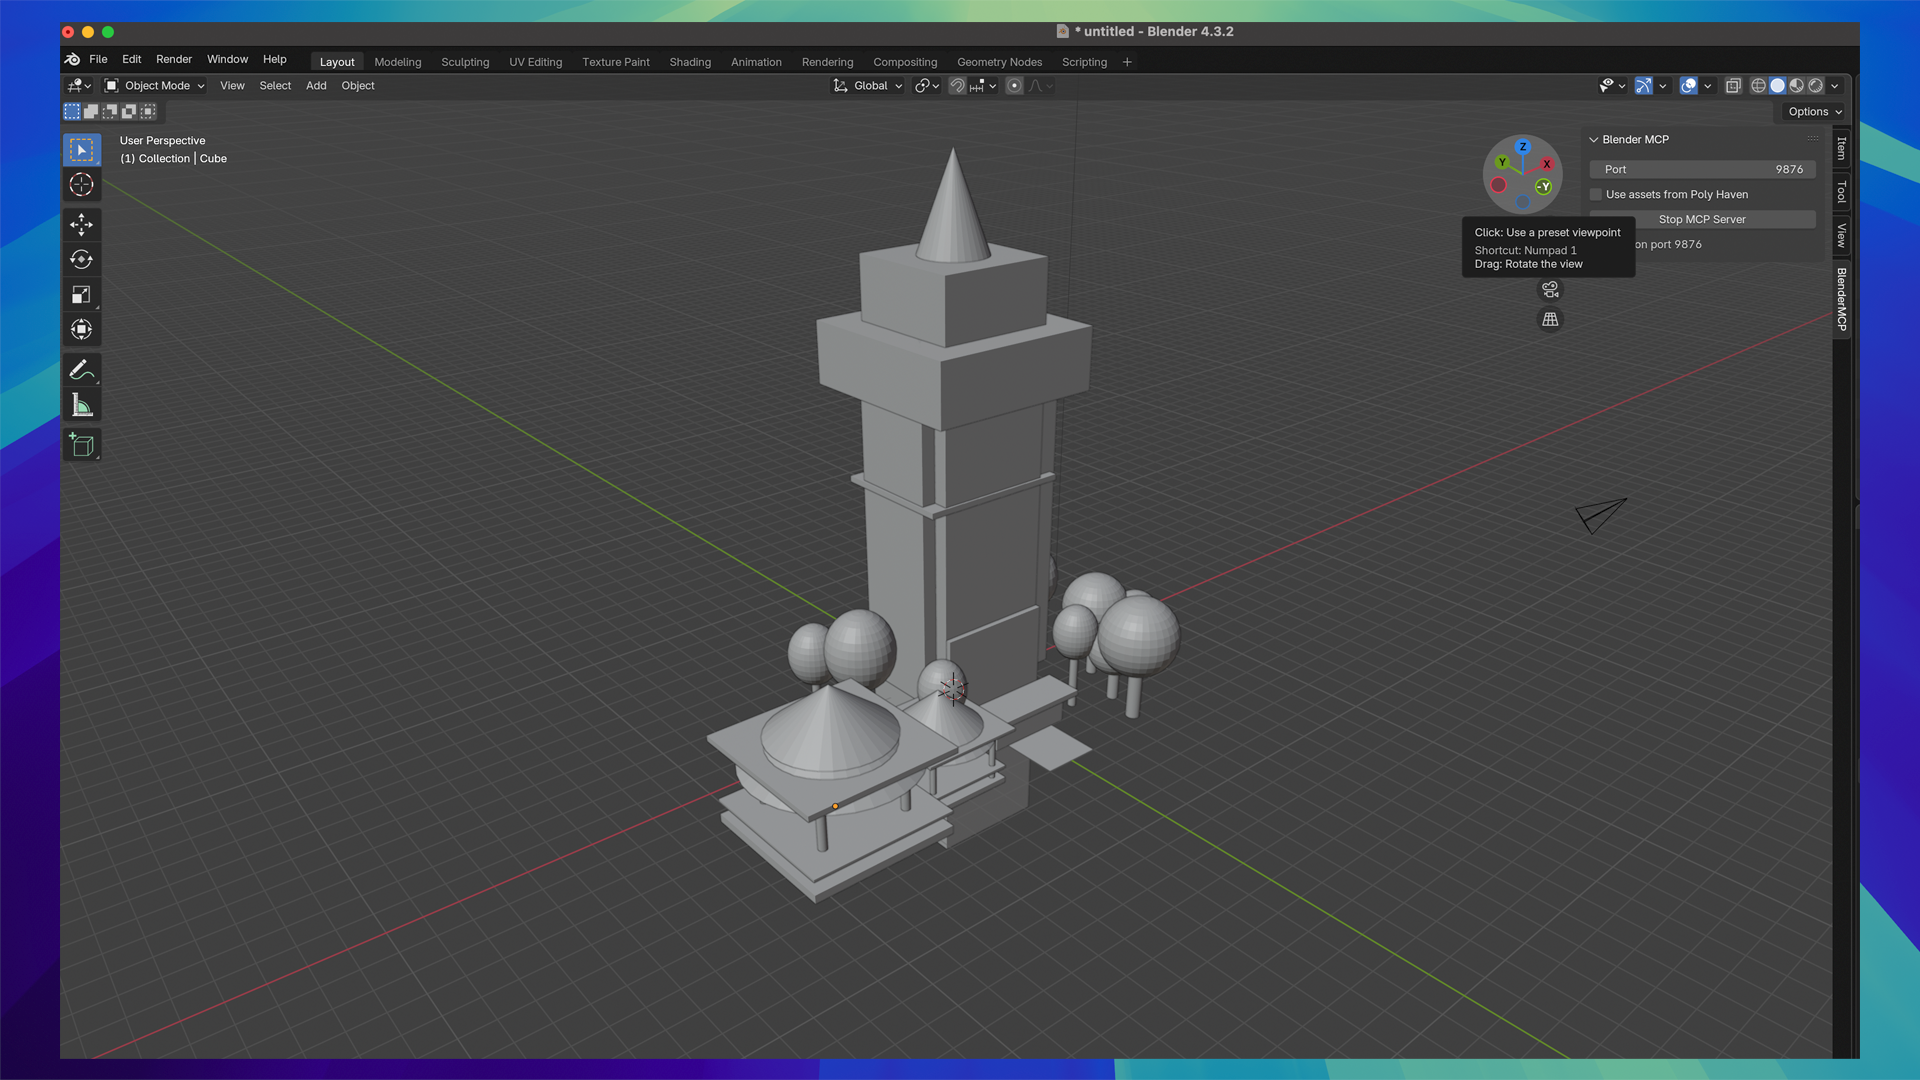 * untitled - Blender 4.3.2
File Edit Render Window Help Layout Modeling Sculpting UV Editing Texture Paint Shading Animation Rendering Compositing Geometry Nodes Scripting +
Object Mode View Select Add Object Global
Options
User Perspective
(1) Collection | Cube
Z
Y
X
-Y
Blender MCP
Port 9876
Use assets from Poly Haven
Stop MCP Server
on port 9876
Click: Use a preset viewpoint
Shortcut: Numpad 1
Drag: Rotate the view
Item
Tool
View
BlenderMCP